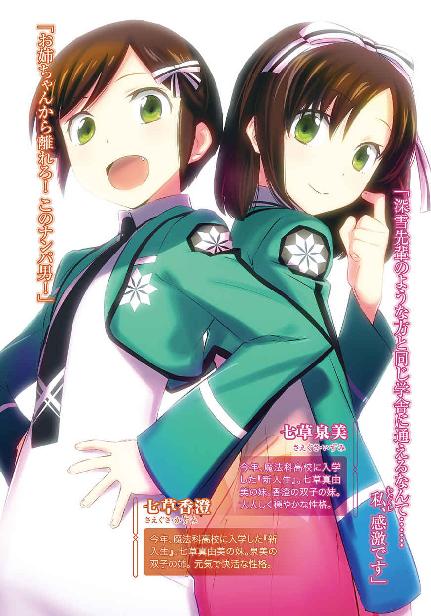 「深雪先輩のような方と同じ学舎に通えるなんて……
私、感激です」
わたくし
七草泉美
さえぐさ・いずみ
今年、魔法科高校に入学
した『新入生』。七草真由
美の妹。香澄の双子の妹。
大人しく穏やかな性格。
「お姉ちゃんから離れろ！このナンパ男！」
七草香澄
さえぐさ・かすみ
今年、魔法科高校に入学した『新
入生』。七草真由美の妹。泉美の
双子の姉。元気で快活な性格。